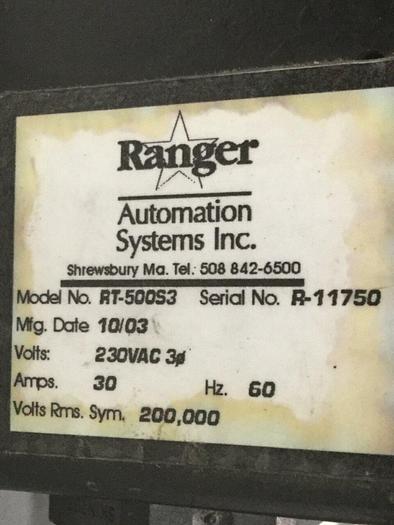 Ranger
Automation
Systems Inc.
Shrewsbury Ma. Tel.: 508 842-6500
Model No. RT-500S3 Serial No. R-11750
Mfg. Date 10/03
Volts: 230VAC 3ø
Amps. 30 Hz. 60
Volts Rms. Sym. 200,000